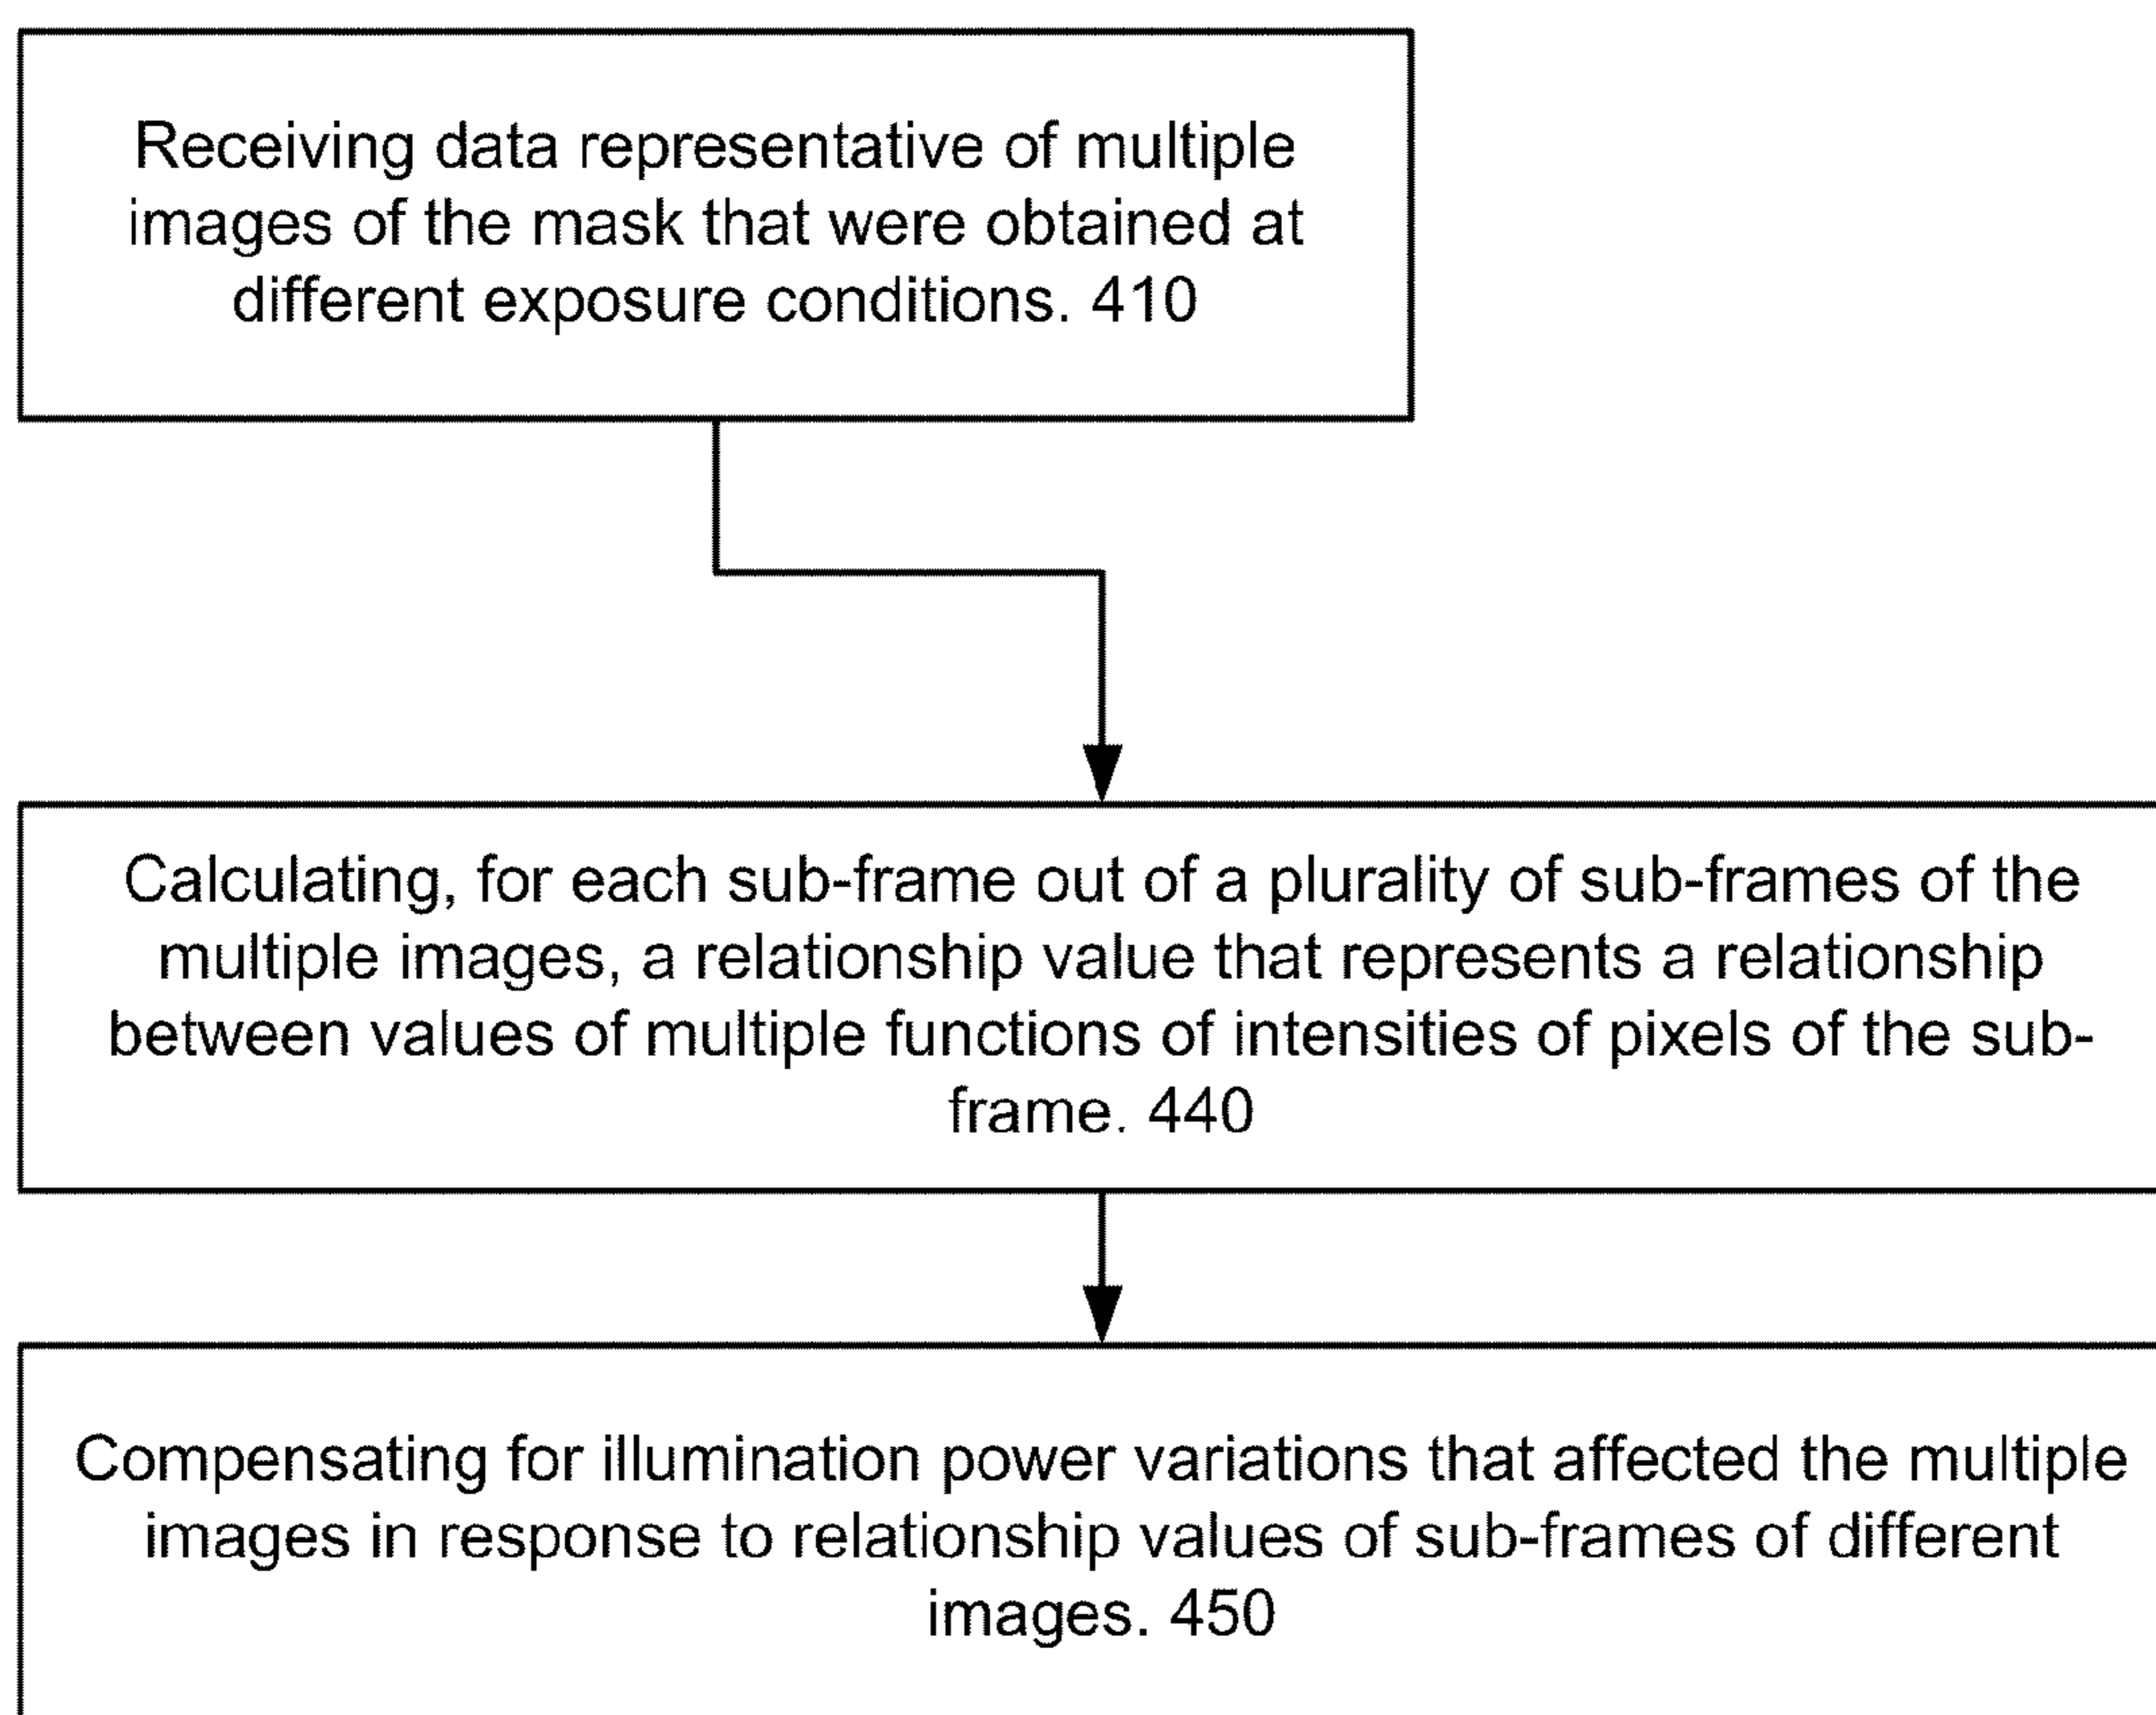 Receiving data representative of multiple
images of the mask that were obtained at
different exposure conditions. 410
Calculating, for each sub-frame out of a plurality of sub-frames of the
multiple images, a relationship value that represents a relationship
between values of multiple functions of intensities of pixels of the sub-
frame. 440
Compensating for illumination power variations that affected the multiple
images in response to relationship values of sub-frames of different
images. 450